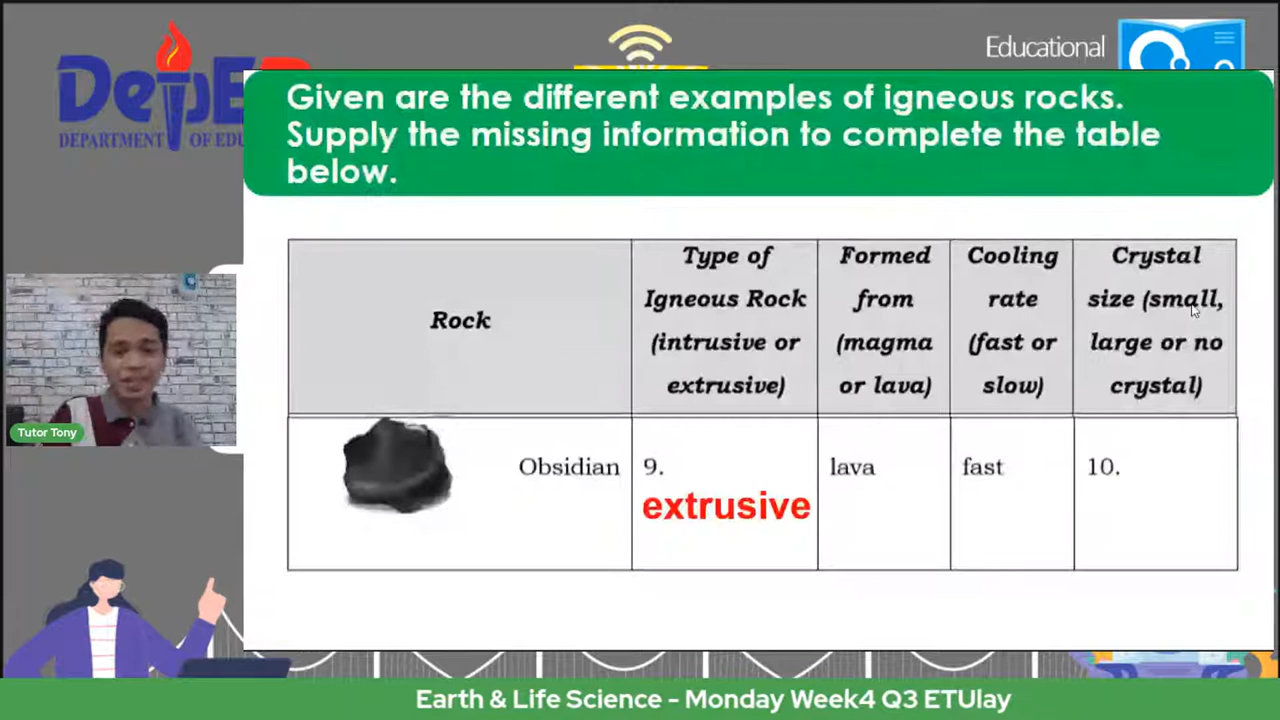 DepE
DEPARTMENT OF EDU
Educational
Given are the different examples of igneous rocks.
Supply the missing information to complete the table
below.
Rock
Type of
Igneous Rock
(intrusive or
extrusive)
Formed
from
(magma
or lava)
Cooling
rate
(fast or
slow)
Crystal
size (small,
large or no
crystal)
Obsidian
9.
extrusive
lava
fast
10.
Tutor Tony
Earth & Life Science - Monday Week4 Q3 ETUlay